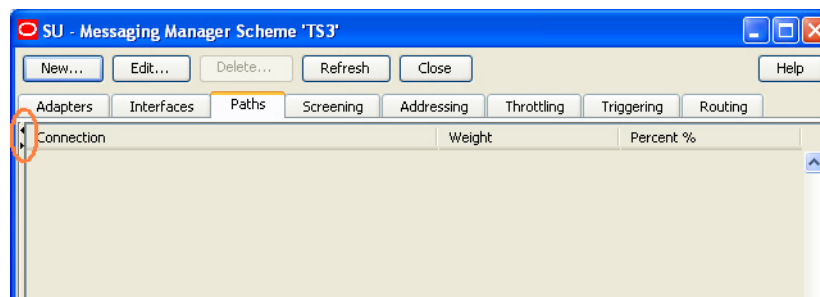 SU - Messaging Manager Scheme 'TS3'
New... Edit... Delete... Refresh Close Help
Adapters Interfaces Paths Screening Addressing Throttling Triggering Routing
Connection Weight Percent %